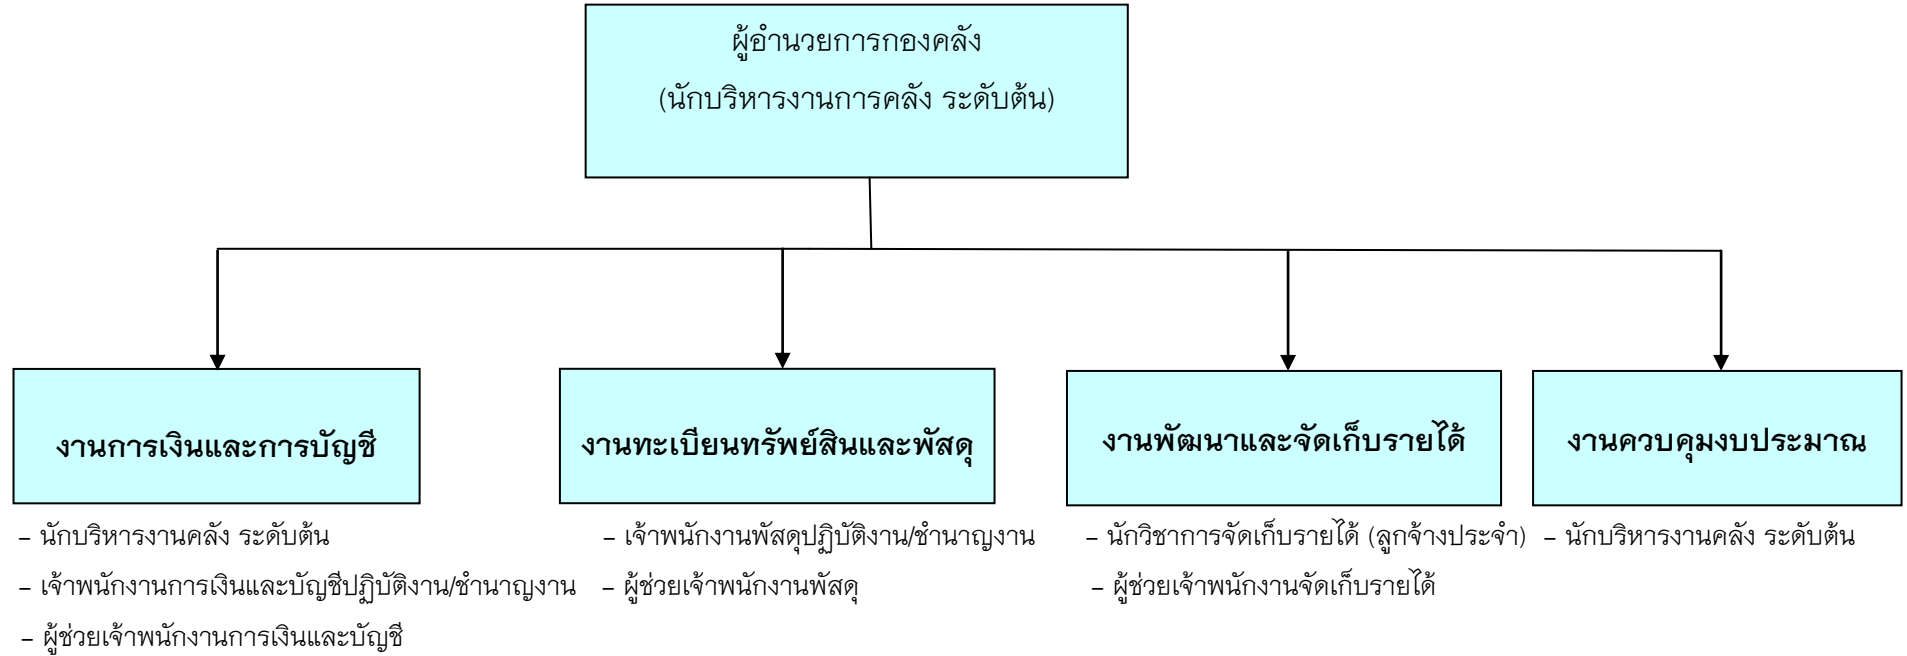 ผู้อำนวยการกองคลัง
(นักบริหารงานการคลัง ระดับต้น)
งานการเงินและการบัญชี
- นักบริหารงานคลัง ระดับต้น
- เจ้าพนักงานการเงินและบัญชีปฏิบัติงาน/ชำนาญงาน
- ผู้ช่วยเจ้าพนักงานการเงินและบัญชี
งานทะเบียนทรัพย์สินและพัสดุ
- เจ้าพนักงานพัสดุปฏิบัติงาน/ชำนาญงาน
- ผู้ช่วยเจ้าพนักงานพัสดุ
งานพัฒนาและจัดเก็บรายได้
- นักวิชาการจัดเก็บรายได้ (ลูกจ้างประจำ)
- ผู้ช่วยเจ้าพนักงานจัดเก็บรายได้
งานควบคุมงบประมาณ
- นักบริหารงานคลัง ระดับต้น